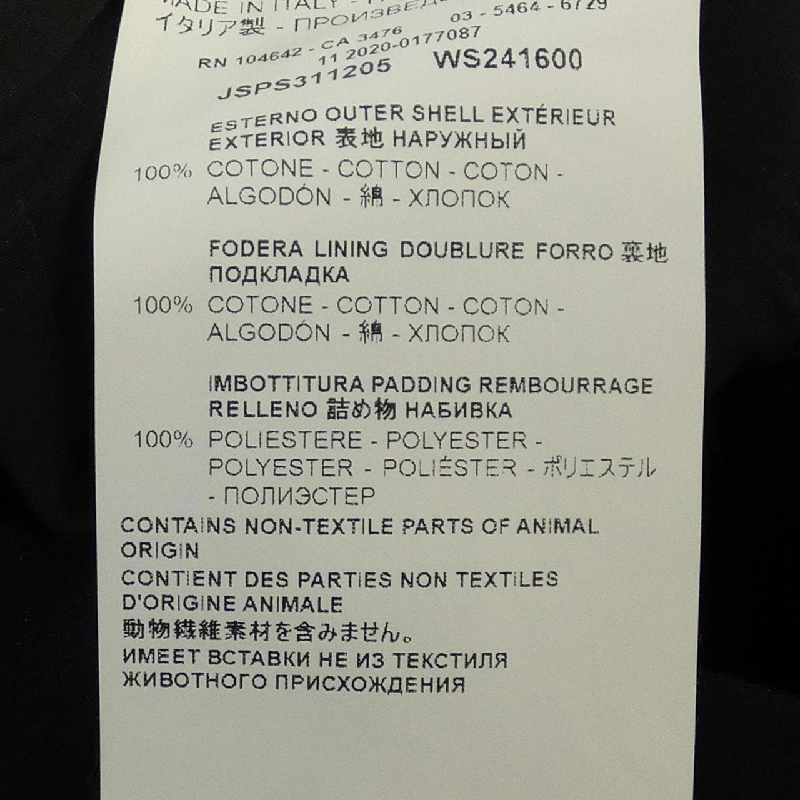 MADE IN ITALY -
イタリア製 - ПРОИЗВЕД
03 - 5464 - 6729
RN 104642 - CA 3476
11 2020-0177087
JSPS311205 WS241600
ESTERNO OUTER SHELL EXTÉRIEUR
EXTERIOR 表地 НАРУЖНЫЙ
100% COTONE - COTTON - COTON -
ALGODÓN - 綿 - ХЛОПОК
FODERA LINING DOUBLURE FORRO 裏地
ПОДКЛАДКА
100% COTONE - COTTON - COTON -
ALGODÓN - 綿 - ХЛОПОК
IMBOTTITURA PADDING REMBOURRAGE
RELLENO 詰め物 НАБИВКА
100% POLIESTERE - POLYESTER -
POLYESTER - POLIÉSTER - ポリエステル
- ПОЛИЭСТЕР
CONTAINS NON-TEXTILE PARTS OF ANIMAL
ORIGIN
CONTIENT DES PARTIES NON TEXTILES
D'ORIGINE ANIMALE
動物繊維素材を含みません。
ИМЕЕТ ВСТАВКИ НЕ ИЗ ТЕКСТИЛЯ
ЖИВОТНОГО ПРИСХОЖДЕНИЯ